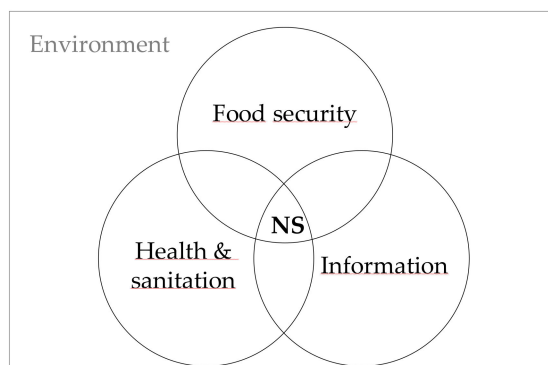 Environment
Food security
NS
Health &
sanitation
Information